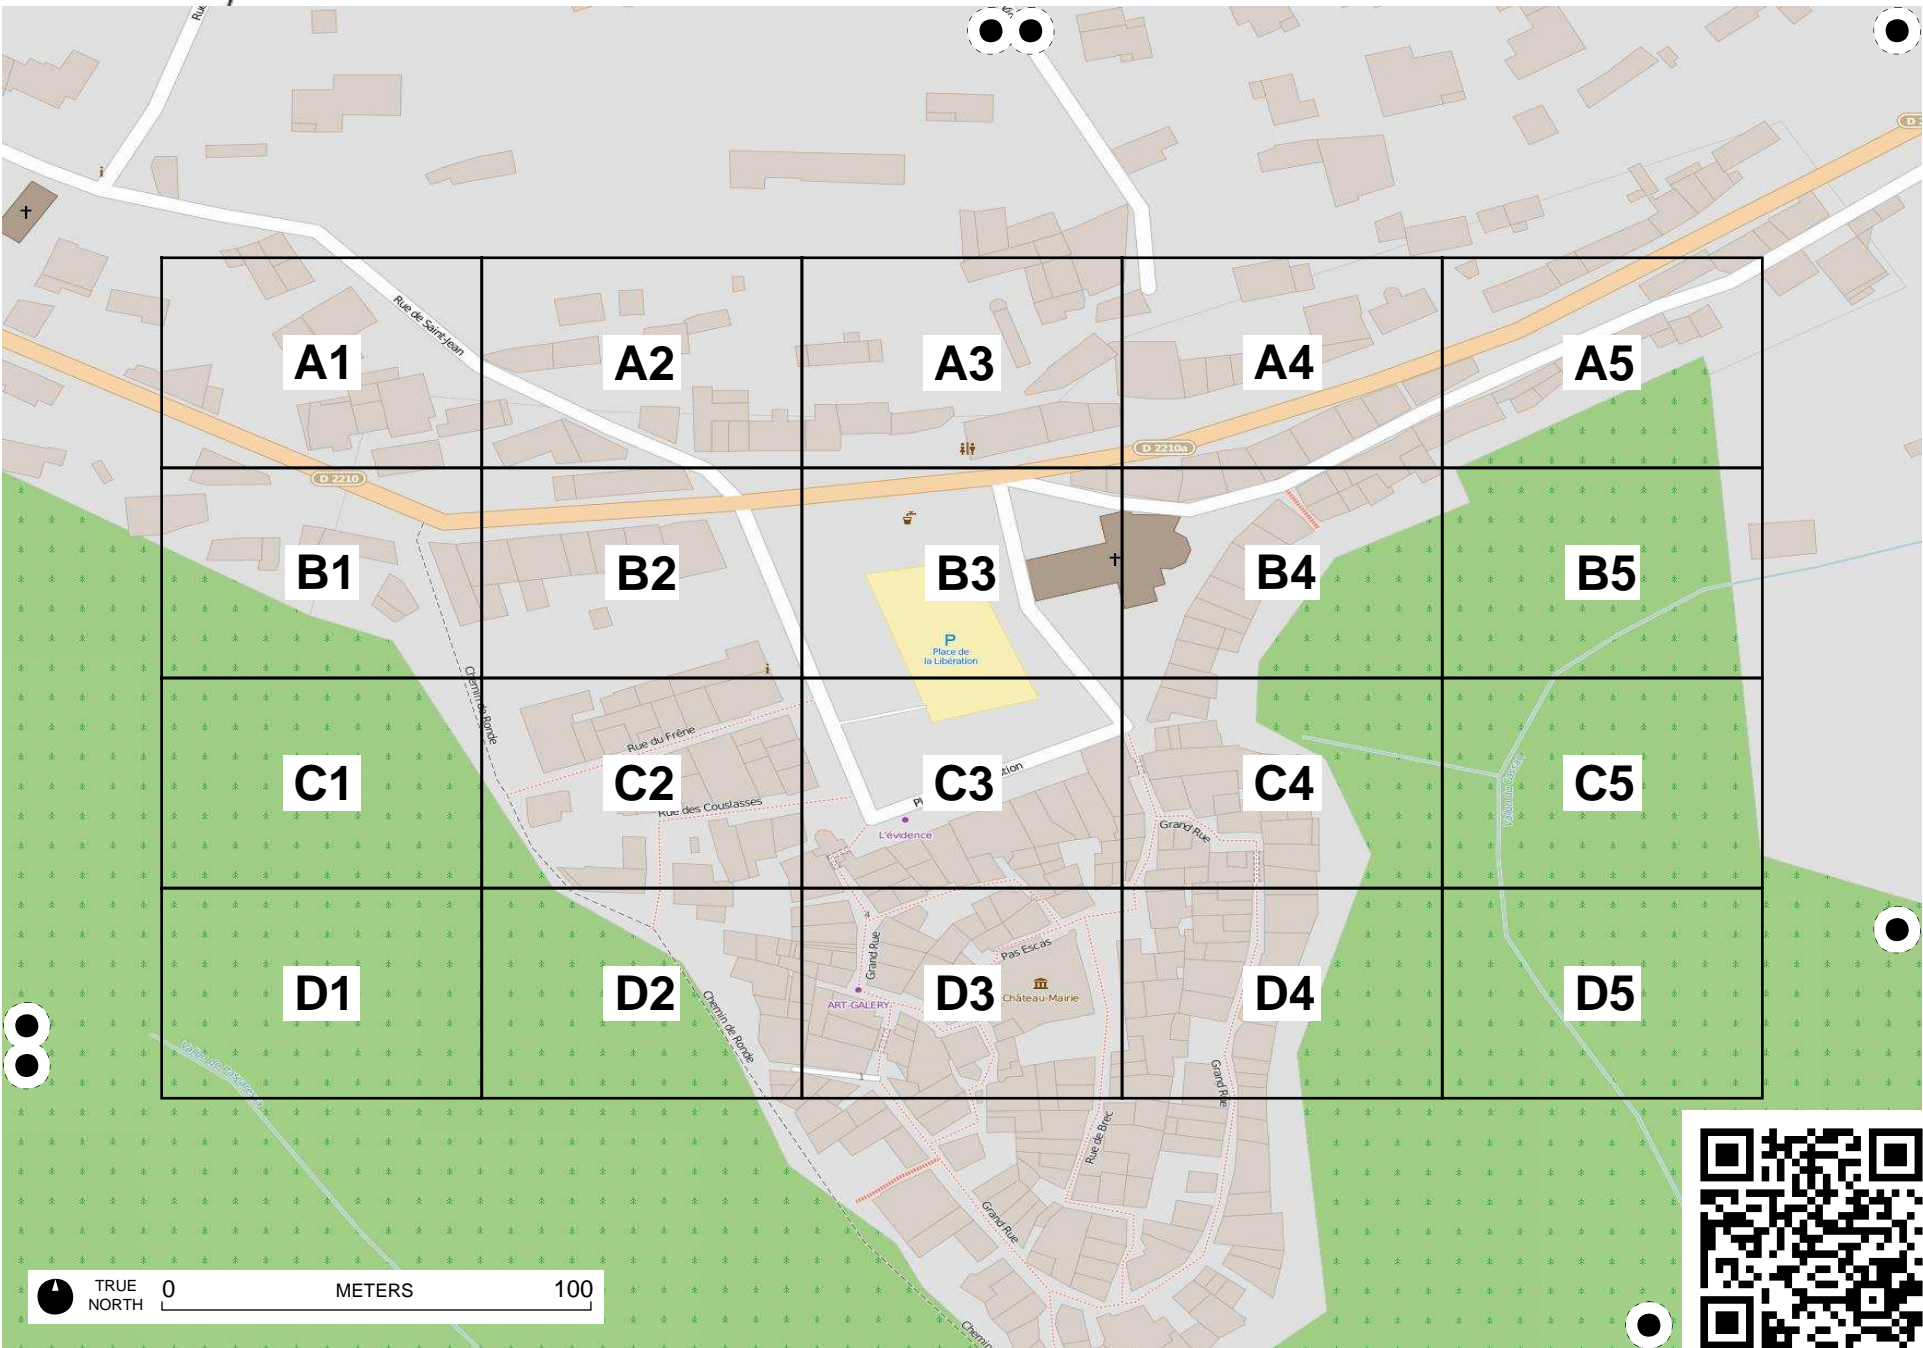 Rue de Saint-Jean
A1
A2
A3
A4
A5
D 2210a
D 2210
B1
B2
B3
B4
B5
P
Place de
la Libération
Chemin de Ronde
Rue du Frêne
C1
C2
C3
C4
C5
Rue des Couslasses
L'évidence
Grand Rue
4
Grand Rue
Pas Escas
D1
D2
D3
D4
D5
ART-GALERY
Château-Mairie
Chemin de Ronde
Grand Rue
Rue de Brec
Grand Rue
TRUE
NORTH
0 METERS 100